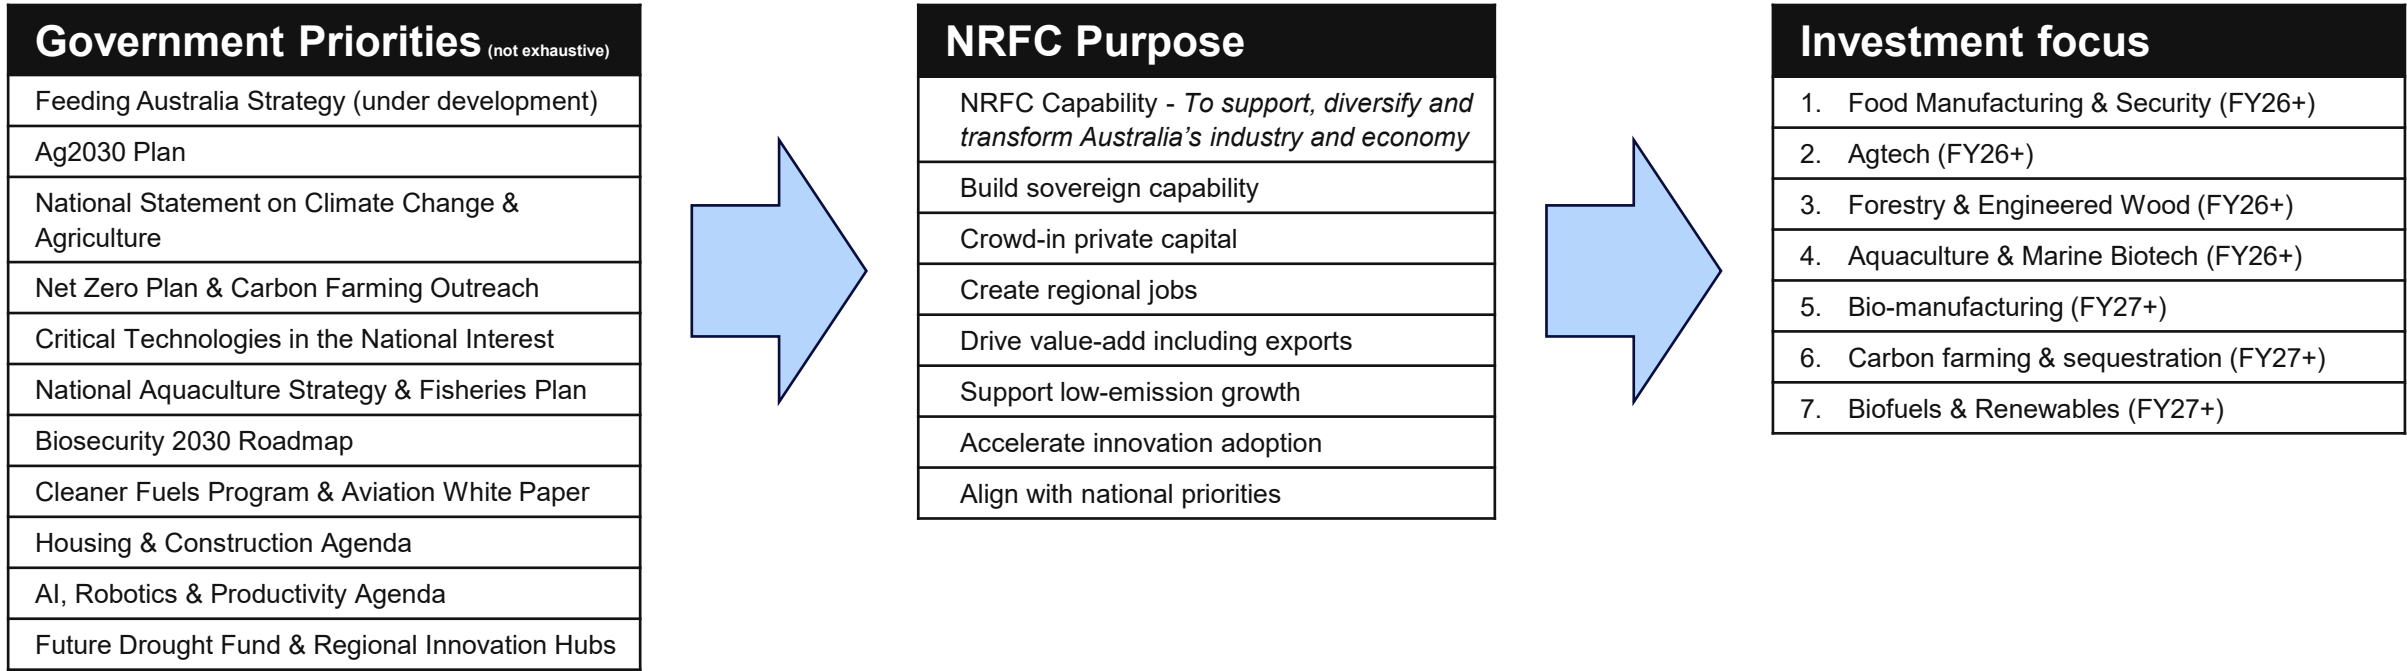 Government Priorities (not exhaustive)
Feeding Australia Strategy (under development)
Ag2030 Plan
National Statement on Climate Change &
Agriculture
Net Zero Plan & Carbon Farming Outreach
Critical Technologies in the National Interest
National Aquaculture Strategy & Fisheries Plan
Biosecurity 2030 Roadmap
Cleaner Fuels Program & Aviation White Paper
Housing & Construction Agenda
AI, Robotics & Productivity Agenda
Future Drought Fund & Regional Innovation Hubs
NRFC Purpose
NRFC Capability - To support, diversify and
transform Australia’s industry and economy
Build sovereign capability
Crowd-in private capital
Create regional jobs
Drive value-add including exports
Support low-emission growth
Accelerate innovation adoption
Align with national priorities
Investment focus
1. Food Manufacturing & Security (FY26+)
2. Agtech (FY26+)
3. Forestry & Engineered Wood (FY26+)
4. Aquaculture & Marine Biotech (FY26+)
5. Bio-manufacturing (FY27+)
6. Carbon farming & sequestration (FY27+)
7. Biofuels & Renewables (FY27+)